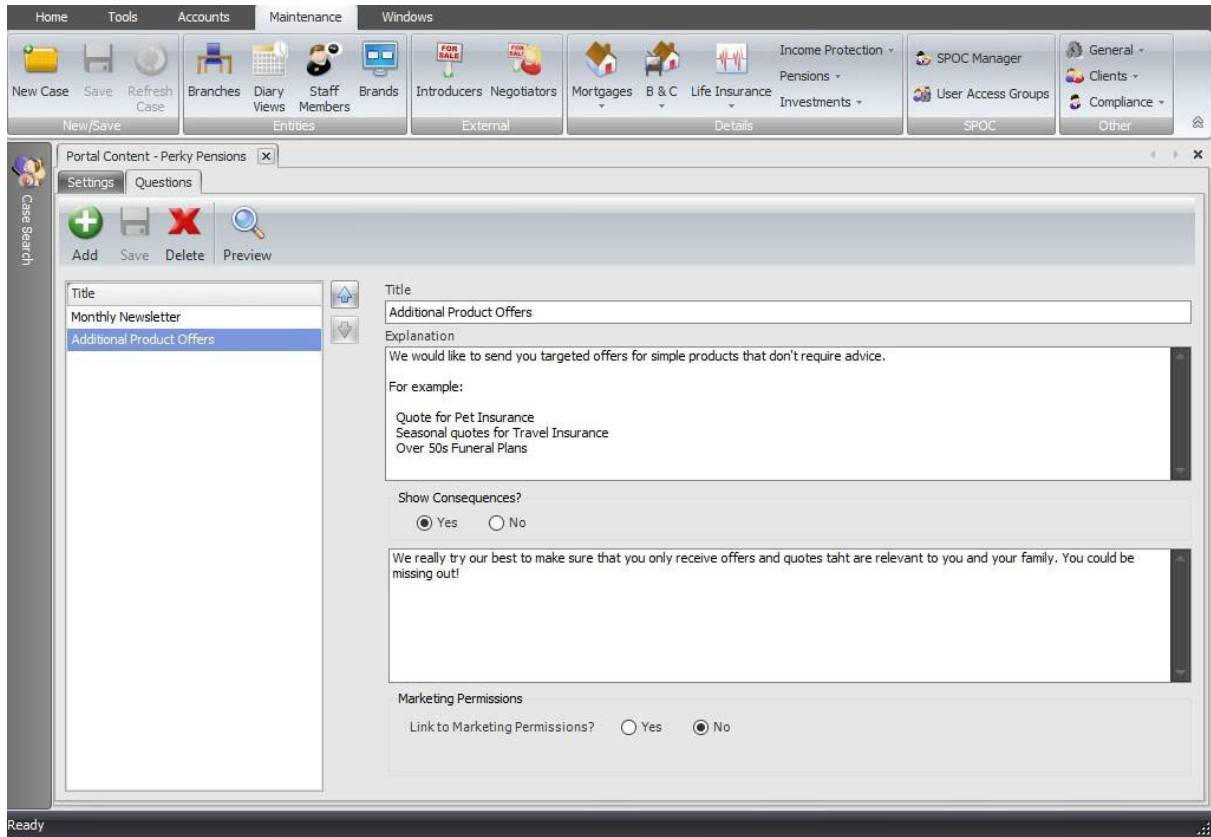 Home Tools Accounts Maintenance Windows
New Case Save Refresh Case Branches Diary Views Staff Members Brands FOR SALE Introducers FOR SALE Negotiators Mortgages B & C Life Insurance
Income Protection
Pensions
Investments
SPOC Manager
User Access Groups
General
Clients
Compliance
New/Save Entities External Details SPOC Other
Case Search
Portal Content - Perky Pensions
Settings Questions
Add Save Delete Preview
Title
Monthly Newsletter
Additional Product Offers
Title
Additional Product Offers
Explanation
We would like to send you targeted offers for simple products that don't require advice.
For example:
Quote for Pet Insurance
Seasonal quotes for Travel Insurance
Over 50s Funeral Plans
Show Consequences?
Yes No
We really try our best to make sure that you only receive offers and quotes taht are relevant to you and your family. You could be
missing out!
Marketing Permissions
Link to Marketing Permissions? Yes No
Ready